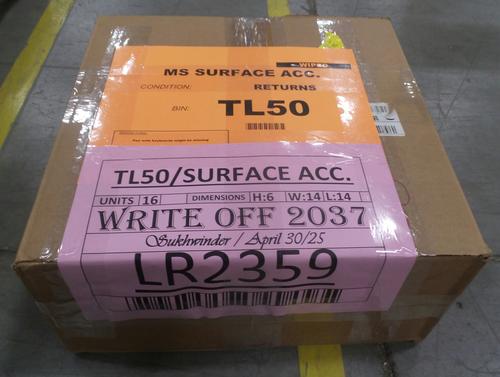 WIPED
MS SURFACE ACC.
CONDITION: RETURNS
BIN: TL50
TL50/SURFACE ACC.
UNITS 16 DIMENSIONS H:6 W:14 L:14
WRITE OFF 2037
Sukhwinder / April 30/25
LR2359